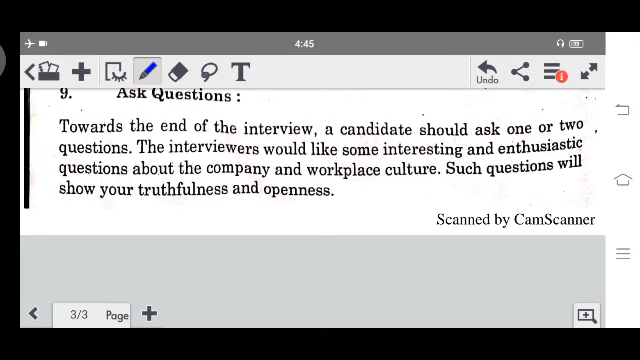 4:45
Undo
9. Ask Questions :
Towards the end of the interview, a candidate should ask one or two
questions. The interviewers would like some interesting and enthusiastic
questions about the company and workplace culture. Such questions will
show your truthfulness and openness.
Scanned by CamScanner
3/3 Page